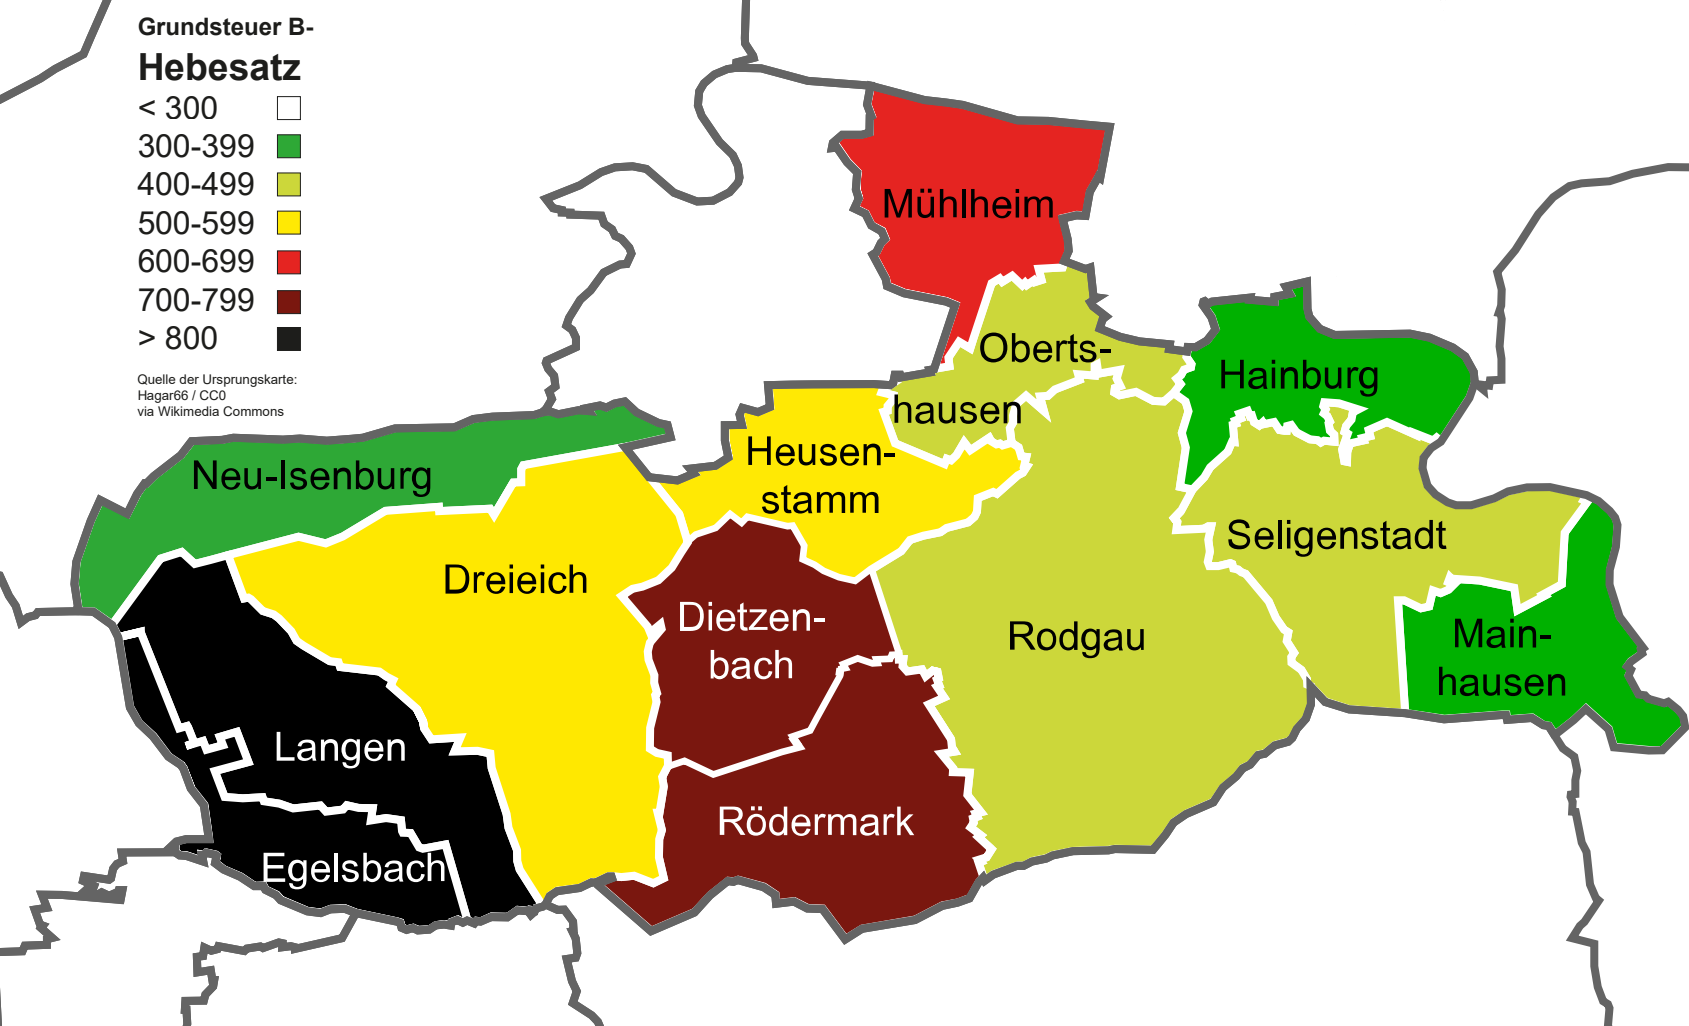 Grundsteuer B-
Hebesatz
< 300
300-399
400-499
500-599
600-699
700-799
> 800
Quelle der Ursprungskarte:
Hagar66 / CC0
via Wikimedia Commons
Mühlheim
Oberts-
hausen
Hainburg
Neu-Isenburg
Heusen-
stamm
Seligenstadt
Dreieich
Dietzen-
bach
Rodgau
Main-
hausen
Langen
Rödermark
Egelsbach